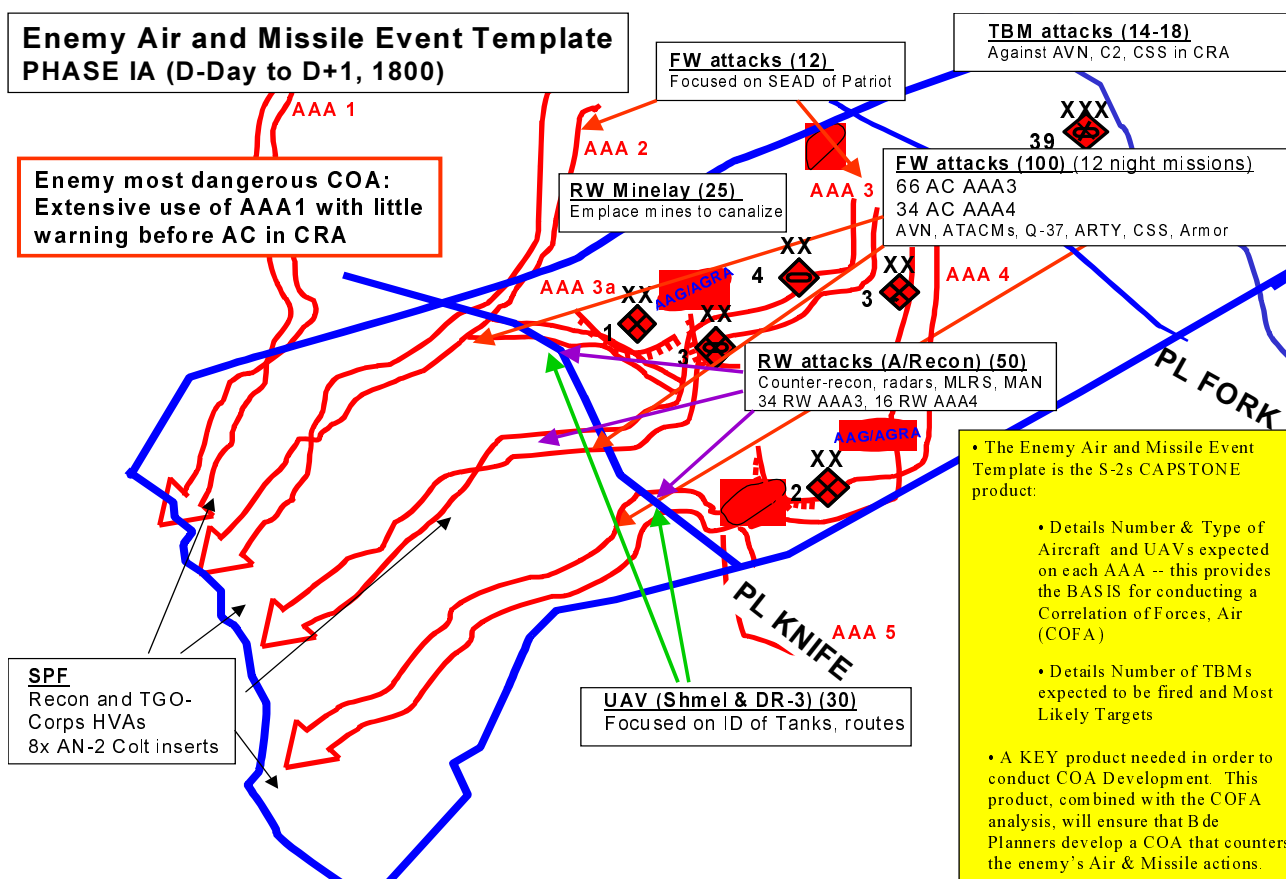 Enemy Air and Missile Event Template
PHASE IA (D-Day to D+1, 1800)
FW attacks (12)
Focused on SEAD of Patriot
TBM attacks (14-18)
Against AVN, C2, CSS in CRA
AAA 1
AAA 2
XXX
39
Enemy most dangerous COA:
Extensive use of AAA1 with little
warning before AC in CRA
RW Minelay (25)
Emplace mines to canalize
AAA 3
FW attacks (100) (12 night missions)
66 AC AAA3
34 AC AAA4
AVN, ATACMs, Q-37, ARTY, CSS, Armor
AAA 3a
AAG/AGRA
XX
4
XX
3
AAA 4
XX
1
XX
3
RW attacks (A/Recon) (50)
Counter-recon, radars, MLRS, MAN
34 RW AAA3, 16 RW AAA4
PL FORK
AAG/AGRA
XX
2
PL KNIFE
AAA 5
SPF
Recon and TGO-
Corps HVAs
8x AN-2 Colt inserts
UAV (Shmel & DR-3) (30)
Focused on ID of Tanks, routes
• The Enemy Air and Missile Event
Template is the S-2s CAPSTONE
product:
• Details Number & Type of
Aircraft and UAVs expected
on each AAA -- this provides
the BASIS for conducting a
Correlation of Forces, Air
(COFA)
• Details Number of TBMs
expected to be fired and Most
Likely Targets
• A KEY product needed in order to
conduct COA Development. This
product, combined with the COFA
analysis, will ensure that Bde
Planners develop a COA that counters
the enemy's Air & Missile actions.